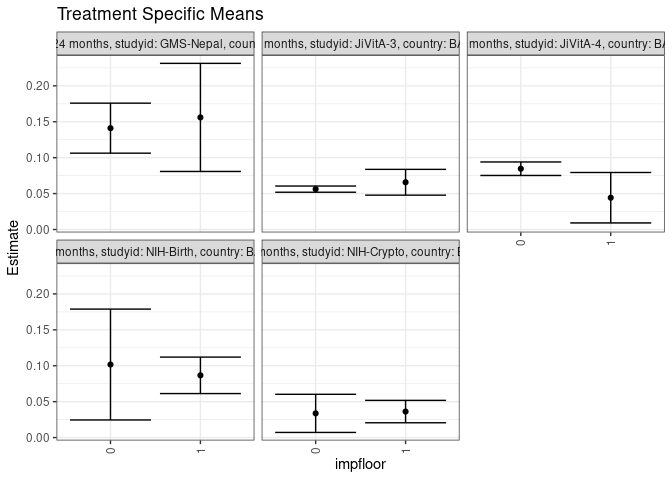 Treatment Specific Means
24 months, studyid: GMS-Nepal, coun
months, studyid: JiVitA-3, country: BA
months, studyid: JiVitA-4, country: BA
0.20
0.15
0.10
0.05
0.00
0
1
months, studyid: NIH-Birth, country: BA
months, studyid: NIH-Crypto, country: B
0.20
0.15
0.10
0.05
0.00
0
1
0
1
Estimate
impfloor